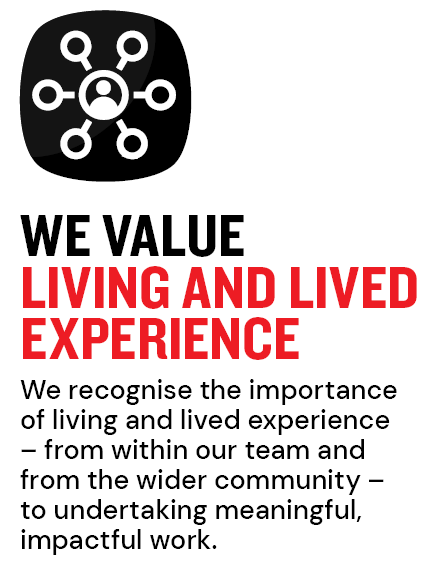 WE VALUE
LIVING AND LIVED
EXPERIENCE
We recognise the importance
of living and lived experience
– from within our team and
from the wider community –
to undertaking meaningful,
impactful work.